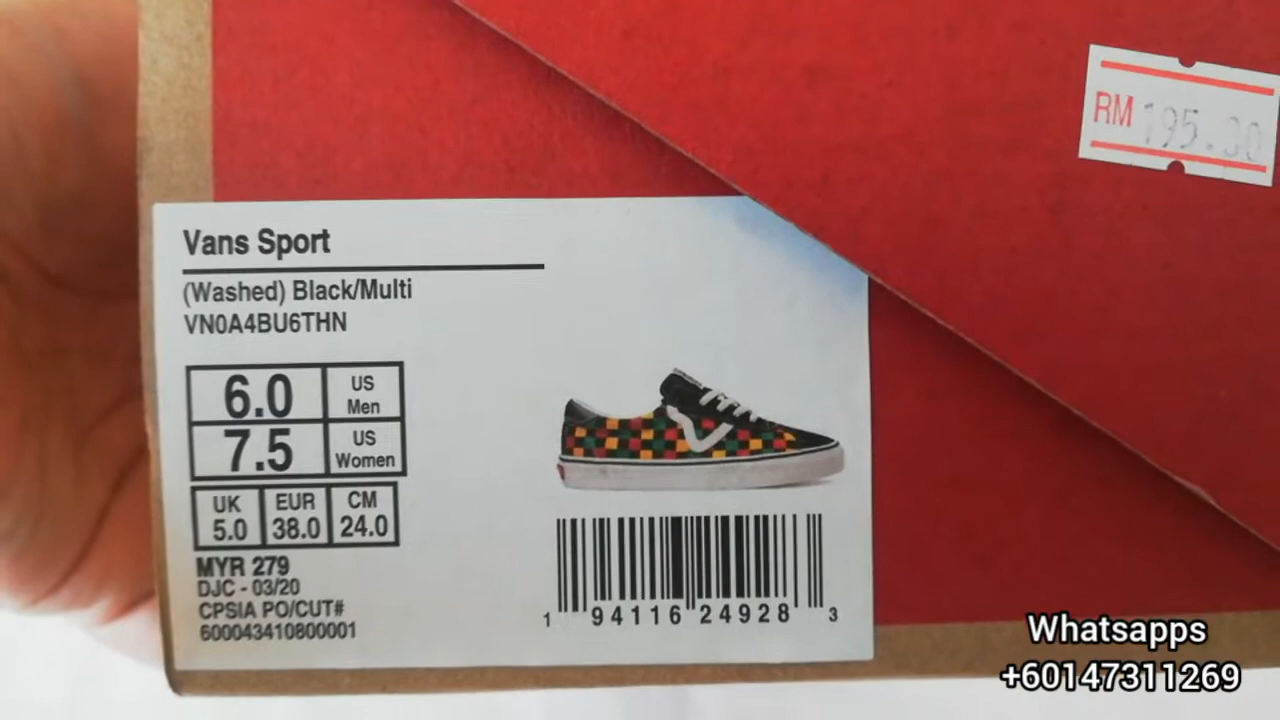 RM 195.00
Vans Sport
(Washed) Black/Multi
VN0A4BU6THN
6.0 US Men
7.5 US Women
UK EUR CM
5.0 38.0 24.0
MYR 279
DJC - 03/20
CPSIA PO/CUT#
600043410800001
1 94116 24928 3
Whatsapps
+60147311269